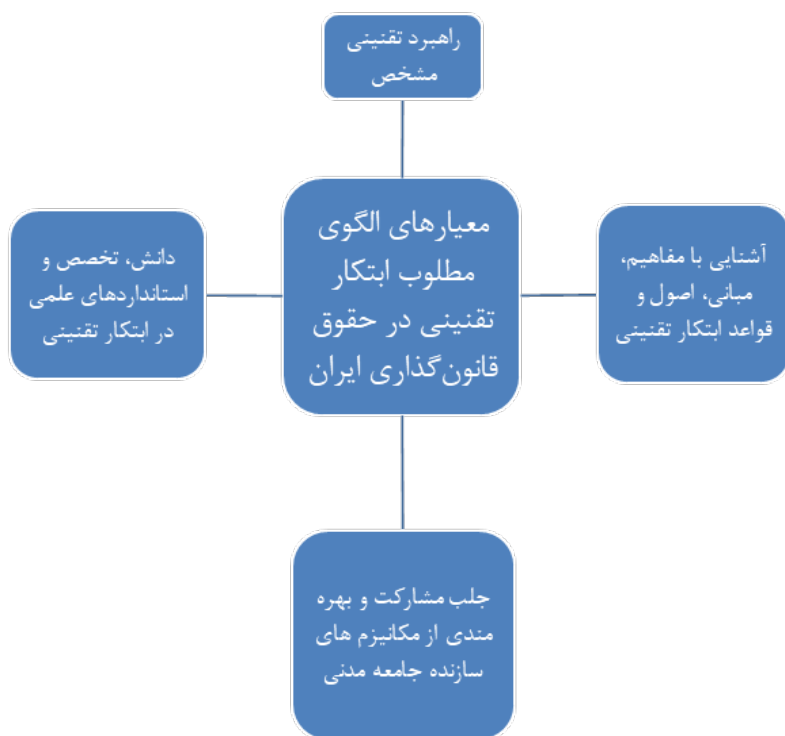 راهبرد تقنینی
مشخص
معیارهای الگوی
مطلوب ابتکار
تقنینی در حقوق
قانون‌گذاری ایران
آشنایی با مفاهیم،
مبانی، اصول و
قواعد ابتکار تقنینی
دانش، تخصص و
استانداردهای علمی
در ابتکار تقنینی
جلب مشارکت و بهره
مندی از مکانیزم های
سازنده جامعه مدنی